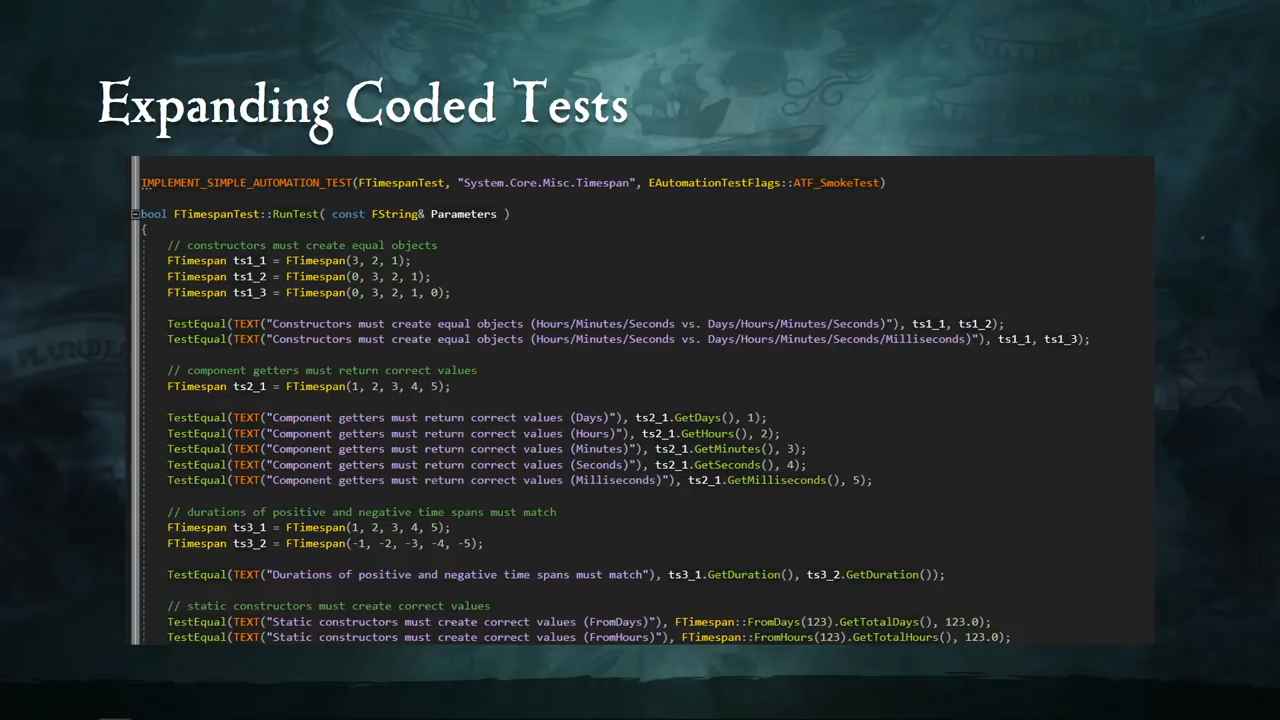 Expanding Coded Tests
IMPLEMENT_SIMPLE_AUTOMATION_TEST(FTimespanTest, "System.Core.Misc.Timespan", EAutomationTestFlags::ATF_SmokeTest)
bool FTimespanTest::RunTest( const FString& Parameters )
{
// constructors must create equal objects
FTimespan ts1_1 = FTimespan(3, 2, 1);
FTimespan ts1_2 = FTimespan(0, 3, 2, 1);
FTimespan ts1_3 = FTimespan(0, 3, 2, 1, 0);
TestEqual(TEXT("Constructors must create equal objects (Hours/Minutes/Seconds vs. Days/Hours/Minutes/Seconds)"), ts1_1, ts1_2);
TestEqual(TEXT("Constructors must create equal objects (Hours/Minutes/Seconds vs. Days/Hours/Minutes/Seconds/Milliseconds)"), ts1_1, ts1_3);
// component getters must return correct values
FTimespan ts2_1 = FTimespan(1, 2, 3, 4, 5);
TestEqual(TEXT("Component getters must return correct values (Days)"), ts2_1.GetDays(), 1);
TestEqual(TEXT("Component getters must return correct values (Hours)"), ts2_1.GetHours(), 2);
TestEqual(TEXT("Component getters must return correct values (Minutes)"), ts2_1.GetMinutes(), 3);
TestEqual(TEXT("Component getters must return correct values (Seconds)"), ts2_1.GetSeconds(), 4);
TestEqual(TEXT("Component getters must return correct values (Milliseconds)"), ts2_1.GetMilliseconds(), 5);
// durations of positive and negative time spans must match
FTimespan ts3_1 = FTimespan(1, 2, 3, 4, 5);
FTimespan ts3_2 = FTimespan(-1, -2, -3, -4, -5);
TestEqual(TEXT("Durations of positive and negative time spans must match"), ts3_1.GetDuration(), ts3_2.GetDuration());
// static constructors must create correct values
TestEqual(TEXT("Static constructors must create correct values (FromDays)"), FTimespan::FromDays(123).GetTotalDays(), 123.0);
TestEqual(TEXT("Static constructors must create correct values (FromHours)"), FTimespan::FromHours(123).GetTotalHours(), 123.0);